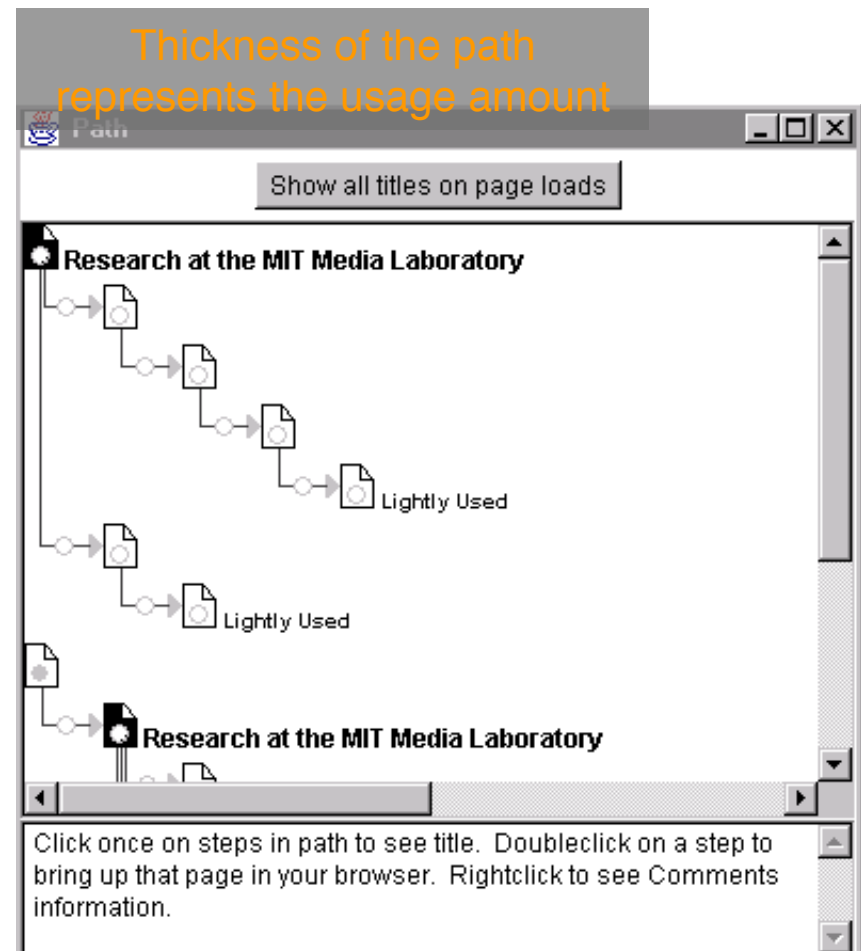 Thickness of the path
represents the usage amount
Path
Show all titles on page loads
Research at the MIT Media Laboratory
Lightly Used
Lightly Used
Research at the MIT Media Laboratory
Click once on steps in path to see title. Doubleclick on a step to
bring up that page in your browser. Rightclick to see Comments
information.